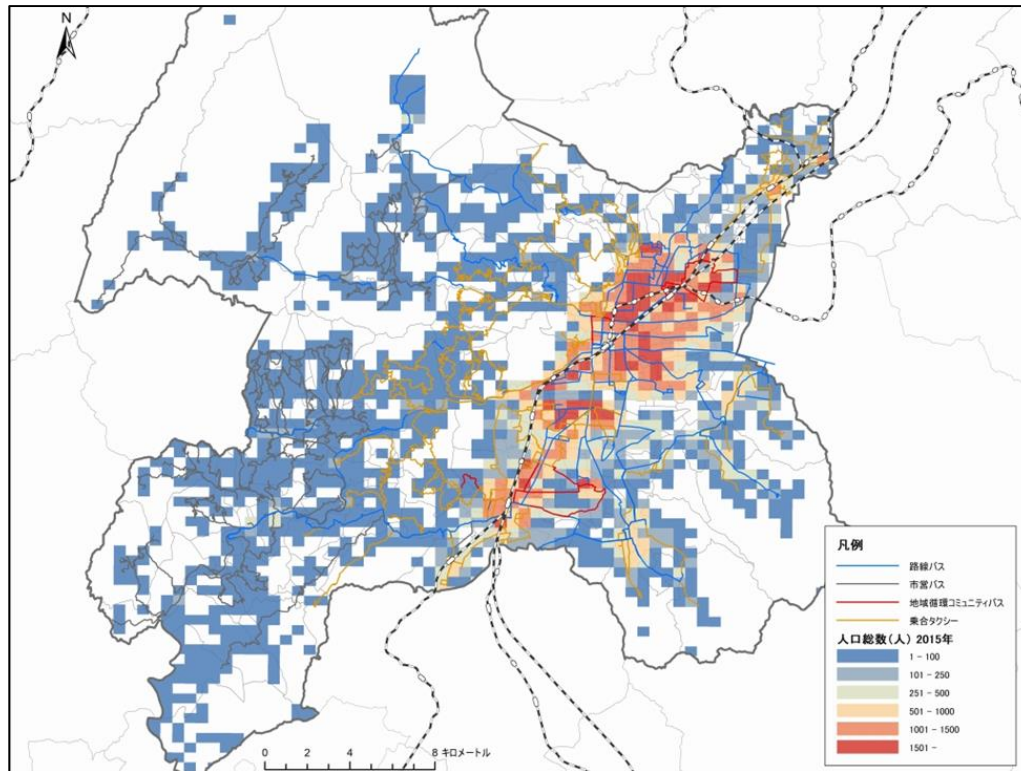 N
凡例
路線バス
市営バス
地域循環コミュニティバス
乗合タクシー
人口総数(人) 2015年
1 - 100
101 - 250
251 - 500
501 - 1000
1001 - 1500
1501 -
0 2 4 8 キロメートル